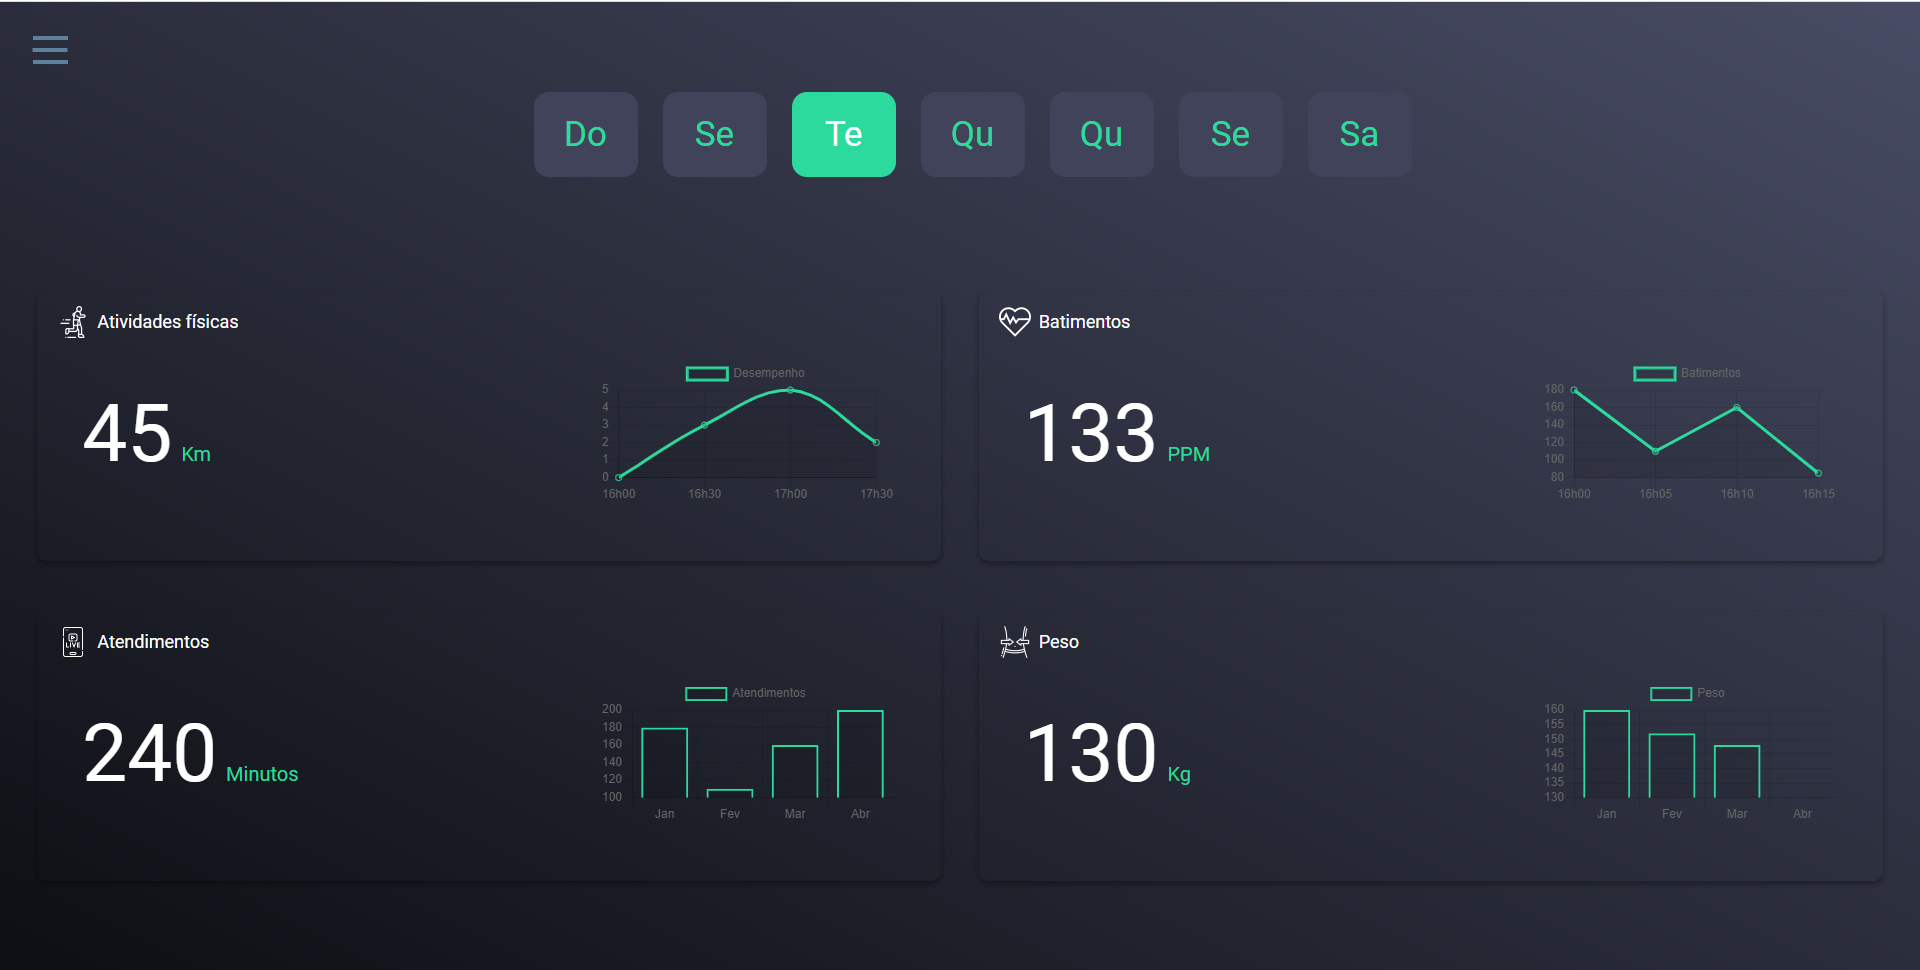 Do Se Te Qu Qu Se Sa
Atividades físicas
45 Km
Desempenho
5
4
3
2
1
0
16h00 16h30 17h00 17h30
Batimentos
133 PPM
Batimentos
180
160
140
120
100
80
16h00 16h05 16h10 16h15
LIVE
Atendimentos
240 Minutos
Atendimentos
200
180
160
140
120
100
Jan Fev Mar Abr
Peso
130 Kg
Peso
160
155
150
145
140
135
130
Jan Fev Mar Abr